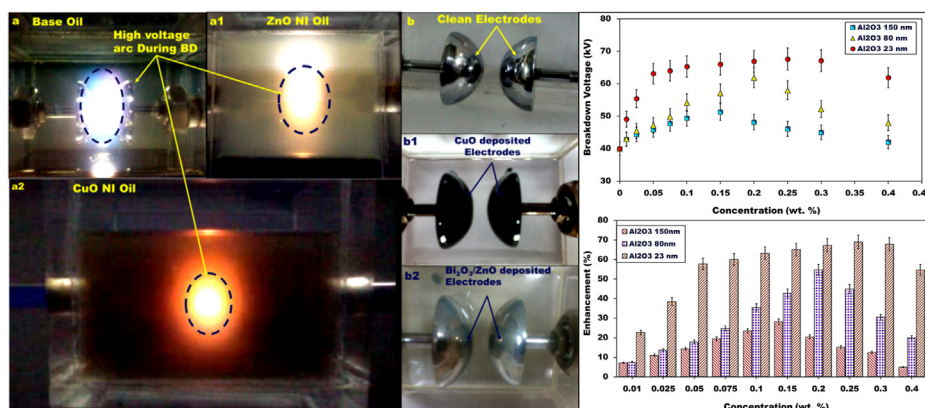 a
Base Oil
a1
ZnO NI Oil
High voltage
arc During BD
a2
CuO NI Oil
b
Clean Electrodes
b1
CuO deposited
Electrodes
b2
Bi2O3/ZnO deposited
Electrodes
Al2O3 150 nm
Al2O3 80 nm
Al2O3 23 nm
Breakdown Voltage (kV)
80
70
60
50
40
30
0
0.05
0.1
0.15
0.2
0.25
0.3
0.4
0.4
Concentration (wt. %)
Al2O3 150nm
Al2O3 80nm
Al2O3 23 nm
Enhancement (%)
70
60
50
40
30
20
10
0
0.01
0.025
0.05
0.075
0.1
0.15
0.2
0.25
0.3
0.4
Concentration (wt. %)